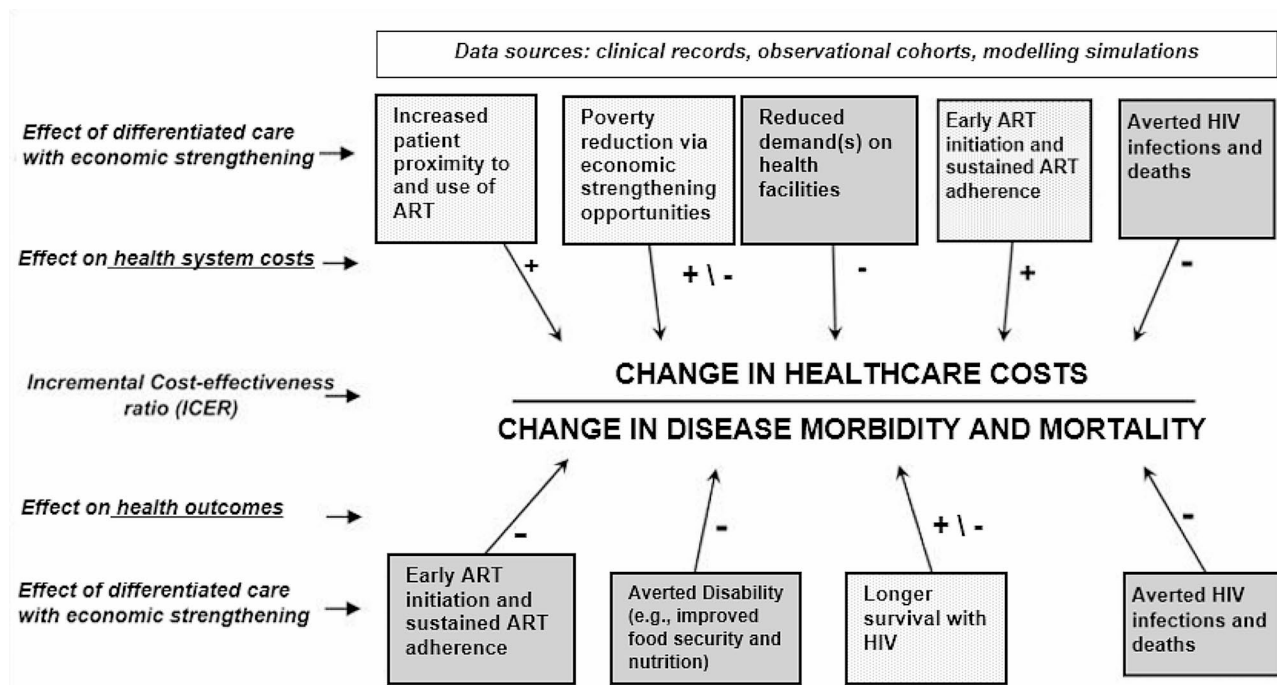 Data sources: clinical records, observational cohorts, modelling simulations
Effect of differentiated care
with economic strengthening
Increased
patient
proximity to
and use of
ART
Poverty
reduction via
economic
strengthening
opportunities
Reduced
demand(s) on
health
facilities
Early ART
initiation and
sustained ART
adherence
Averted HIV
infections and
deaths
Effect on health system costs
+
+ \ -
-
+
-
Incremental Cost-effectiveness
ratio (ICER)
CHANGE IN HEALTHCARE COSTS
CHANGE IN DISEASE MORBIDITY AND MORTALITY
Effect on health outcomes
-
-
+ \ -
-
Effect of differentiated care
with economic strengthening
Early ART
initiation and
sustained ART
adherence
Averted Disability
(e.g., improved
food security and
nutrition)
Longer
survival with
HIV
Averted HIV
infections and
deaths